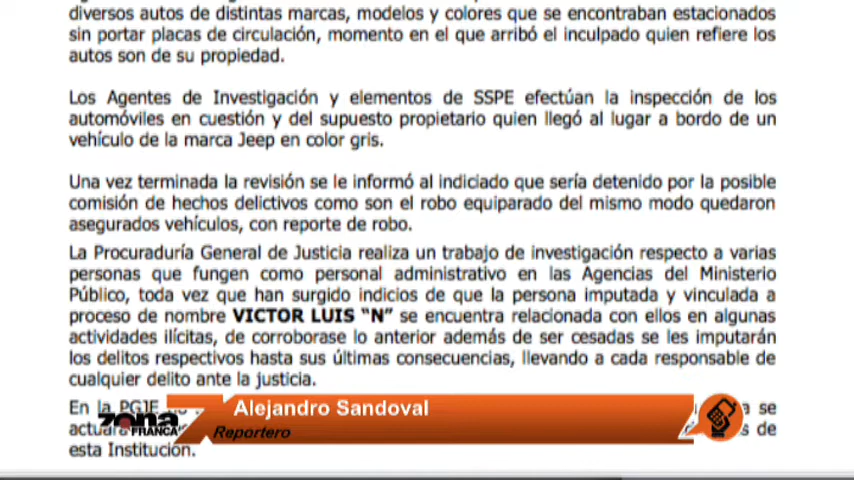 diversos autos de distintas marcas, modelos y colores que se encontraban estacionados
sin portar placas de circulación, momento en el que arribó el inculpado quien refiere los
autos son de su propiedad.
Los Agentes de Investigación y elementos de SSPE efectúan la inspección de los
automóviles en cuestión y del supuesto propietario quien llegó al lugar a bordo de un
vehículo de la marca Jeep en color gris.
Una vez terminada la revisión se le informó al indiciado que sería detenido por la posible
comisión de hechos delictivos como son el robo equiparado del mismo modo quedaron
asegurados vehículos, con reporte de robo.
La Procuraduría General de Justicia realiza un trabajo de investigación respecto a varias
personas que fungen como personal administrativo en las Agencias del Ministerio
Público, toda vez que han surgido indicios de que la persona imputada y vinculada a
proceso de nombre VICTOR LUIS “N” se encuentra relacionada con ellos en algunas
actividades ilícitas, de corroborase lo anterior además de ser cesadas se les imputarán
los delitos respectivos hasta sus últimas consecuencias, llevando a cada responsable de
cualquier delito ante la justicia.
En la PGJE se
de
esta Institución.
Alejandro Sandoval
Reportero
zona
FRANCA